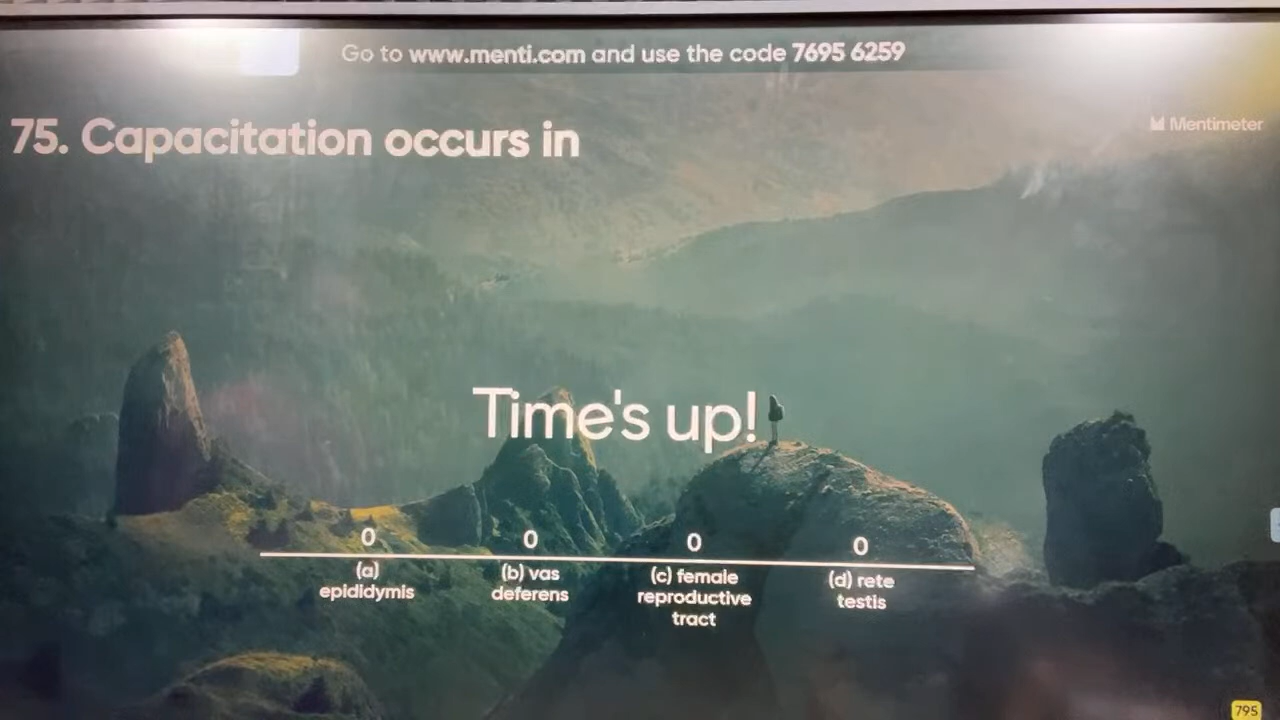 Go to www.menti.com and use the code 7695 6259
Mentimeter
75. Capacitation occurs in
Time's up!
0 0 0 0
(a) epididymis
(b) vas deferens
(c) female reproductive tract
(d) rete testis
795